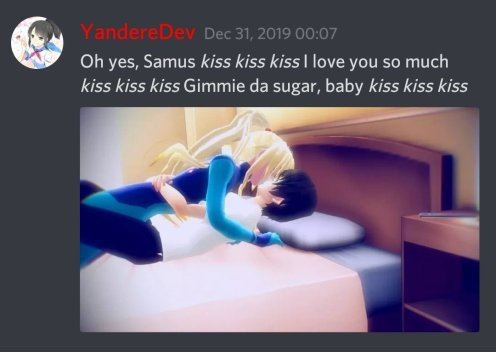 YandereDev Dec 31, 2019 00:07
Oh yes, Samus kiss kiss kiss I love you so much
kiss kiss kiss Gimmie da sugar, baby kiss kiss kiss